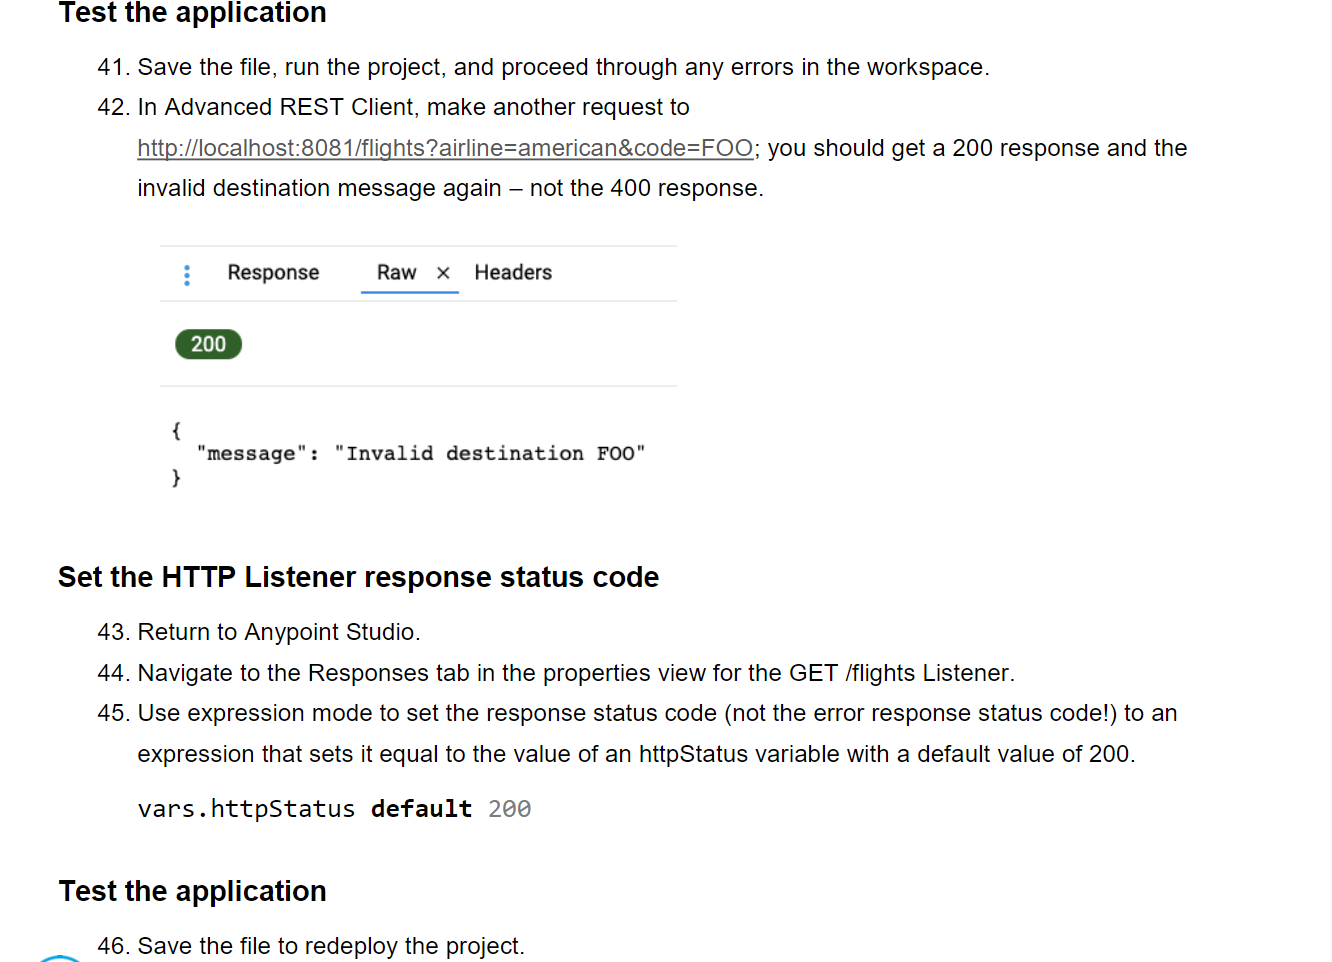 Test the application
41. Save the file, run the project, and proceed through any errors in the workspace.
42. In Advanced REST Client, make another request to
http://localhost:8081/flights?airline=american&code=FOO; you should get a 200 response and the
invalid destination message again – not the 400 response.
Response Raw × Headers
200
{
"message": "Invalid destination FOO"
}
Set the HTTP Listener response status code
43. Return to Anypoint Studio.
44. Navigate to the Responses tab in the properties view for the GET /flights Listener.
45. Use expression mode to set the response status code (not the error response status code!) to an
expression that sets it equal to the value of an httpStatus variable with a default value of 200.
vars.httpStatus default 200
Test the application
46. Save the file to redeploy the project.